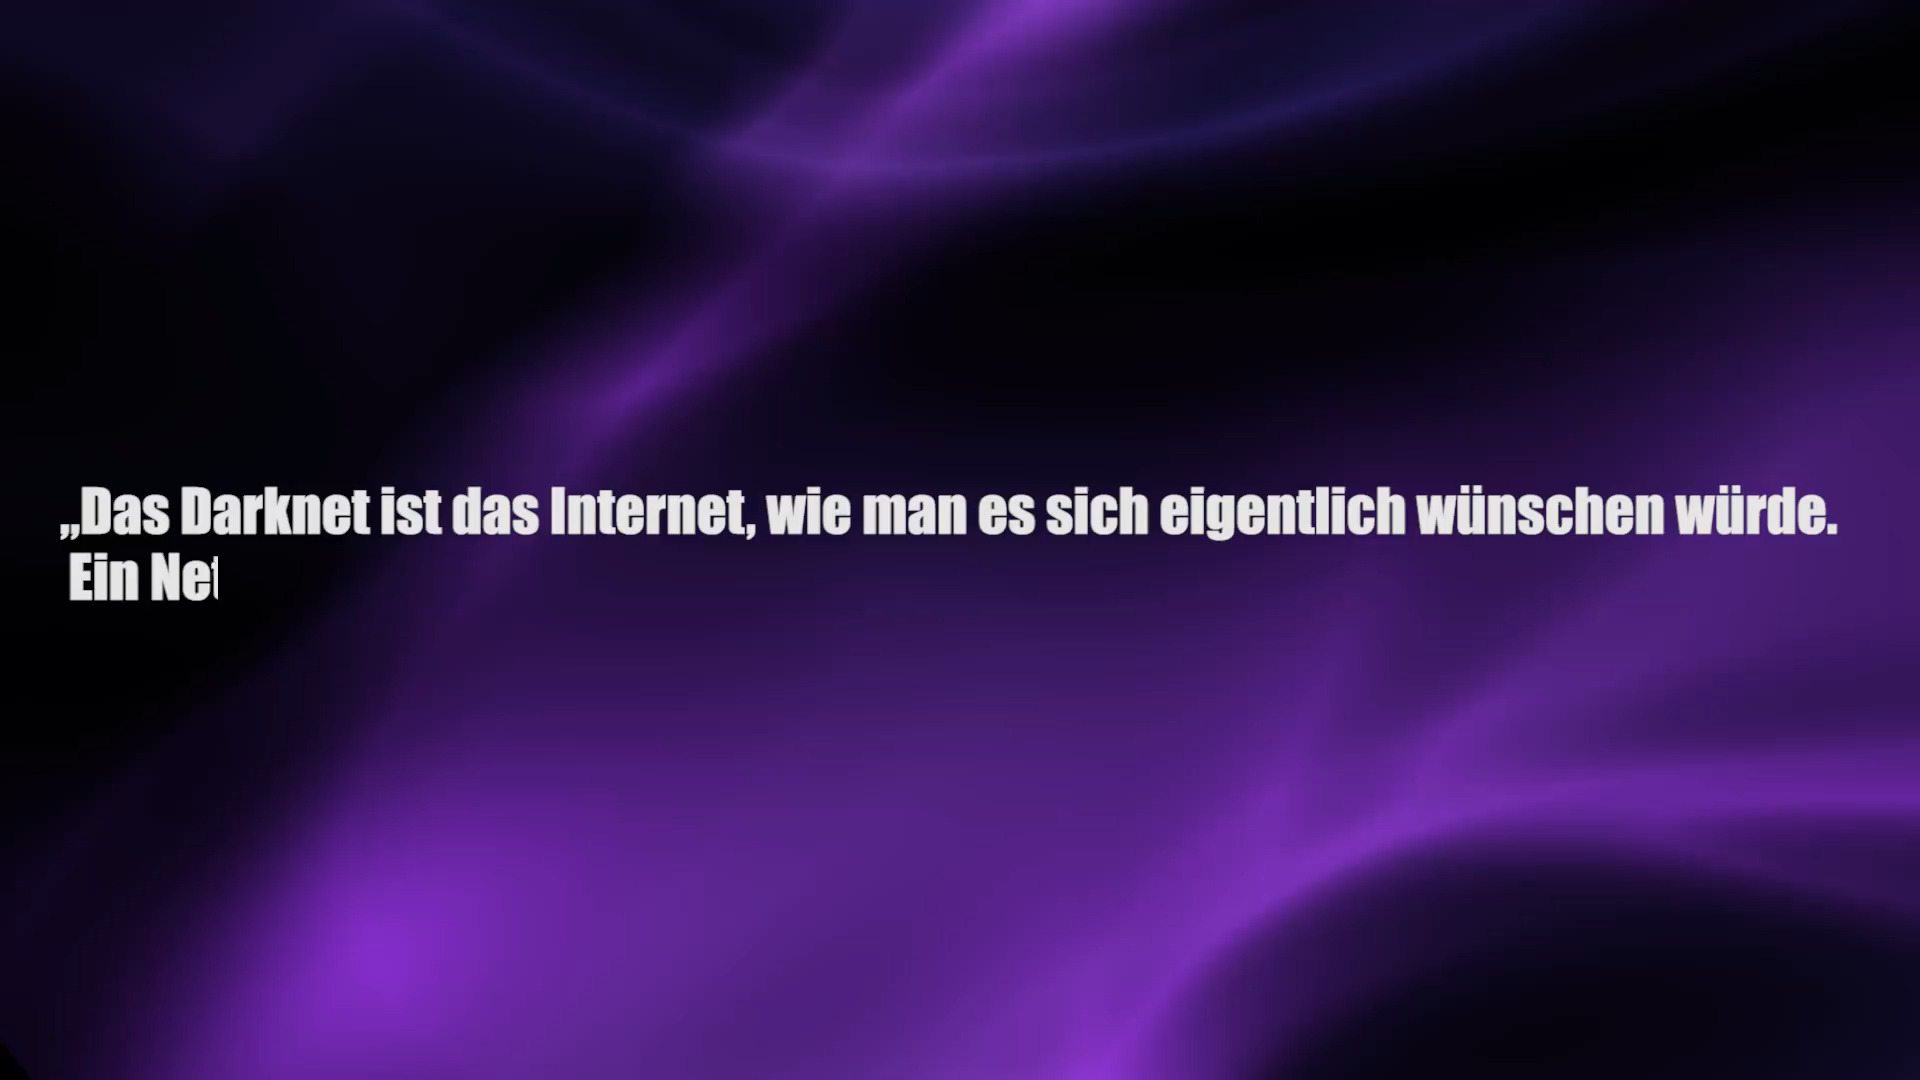 „Das Darknet ist das Internet, wie man es sich eigentlich wünschen würde.
Ein Net